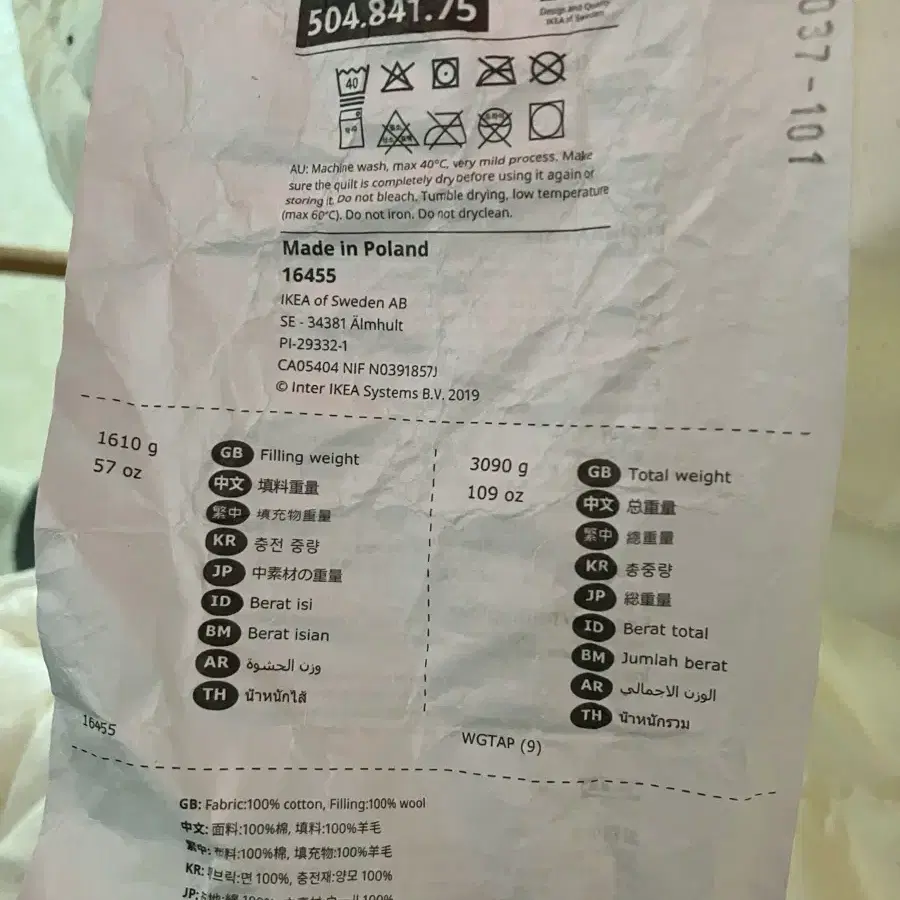 504.841.75
Design and Quality
IKEA of Sweden
037-101
40
AU: Machine wash, max 40°C, very mild process. Make
sure the quilt is completely dry before using it again or
storing it. Do not bleach. Tumble drying, low temperature
(max 60°C). Do not iron. Do not dryclean.
Made in Poland
16455
IKEA of Sweden AB
SE - 34381 Älmhult
PI-29332-1
CA05404 NIF N0391857J
© Inter IKEA Systems B.V. 2019
1610 g
57 oz
GB Filling weight
中文 填料重量
繁中 填充物重量
KR 충전 중량
JP 中素材の重量
ID Berat isi
BM Berat isian
AR وزن الحشوة
TH น้ำหนักไส้
16455
3090 g
109 oz
GB Total weight
中文 总重量
繁中 總重量
KR 총중량
JP 総重量
ID Berat total
BM Jumlah berat
AR الوزن الاجمالي
TH น้ำหนักรวม
WGTAP (9)
GB: Fabric:100% cotton, Filling:100% wool
中文: 面料:100%棉, 填料:100%羊毛
繁中: 布料:100%棉, 填充物:100%羊毛
KR: 패브릭:면 100%, 충전재:양모 100%
JP: